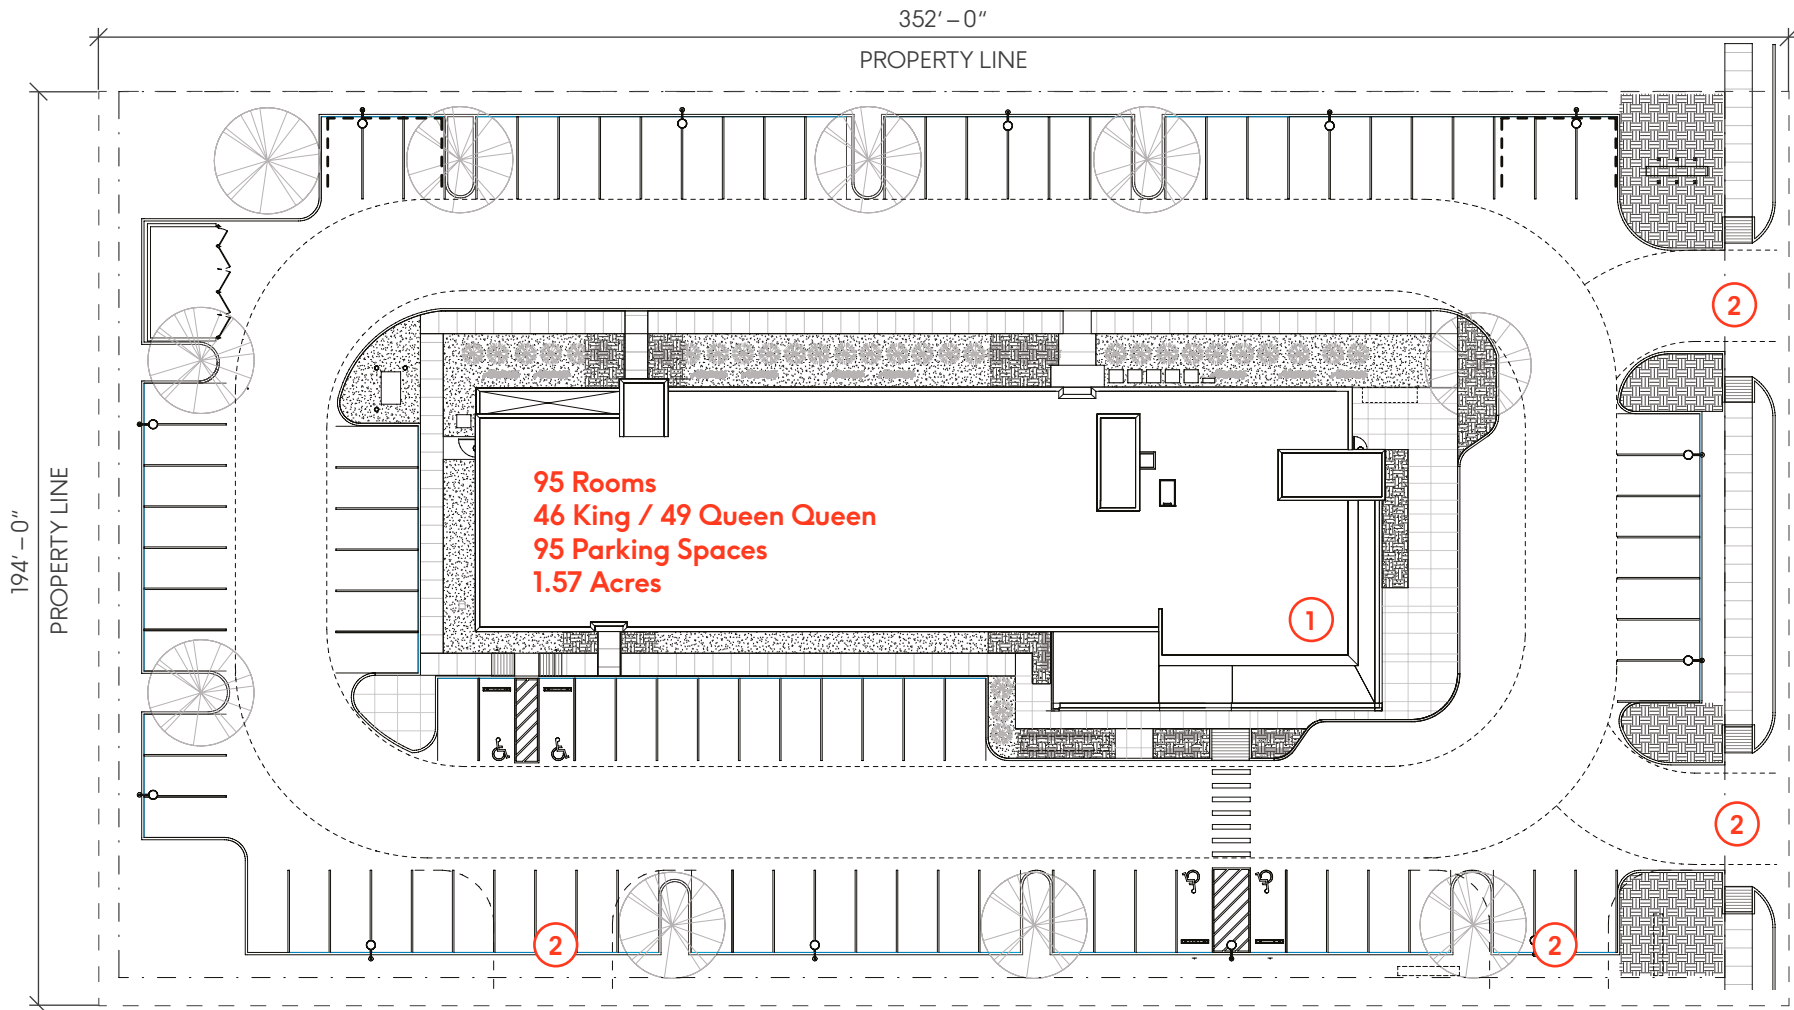 352'–0"
PROPERTY LINE
194'–0"
PROPERTY LINE
2
95 Rooms
46 King / 49 Queen Queen
95 Parking Spaces
1.57 Acres
1
2
2
2